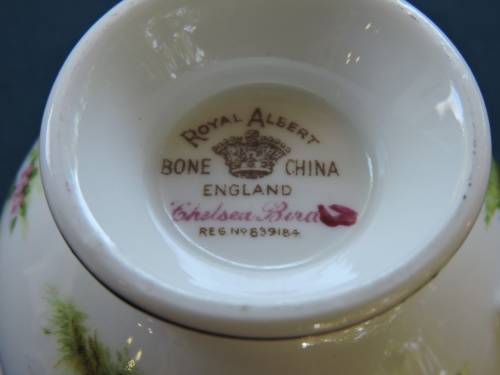 ROYAL ALBERT
BONE CHINA
ENGLAND
Chelsea Bird
REG. No 839184